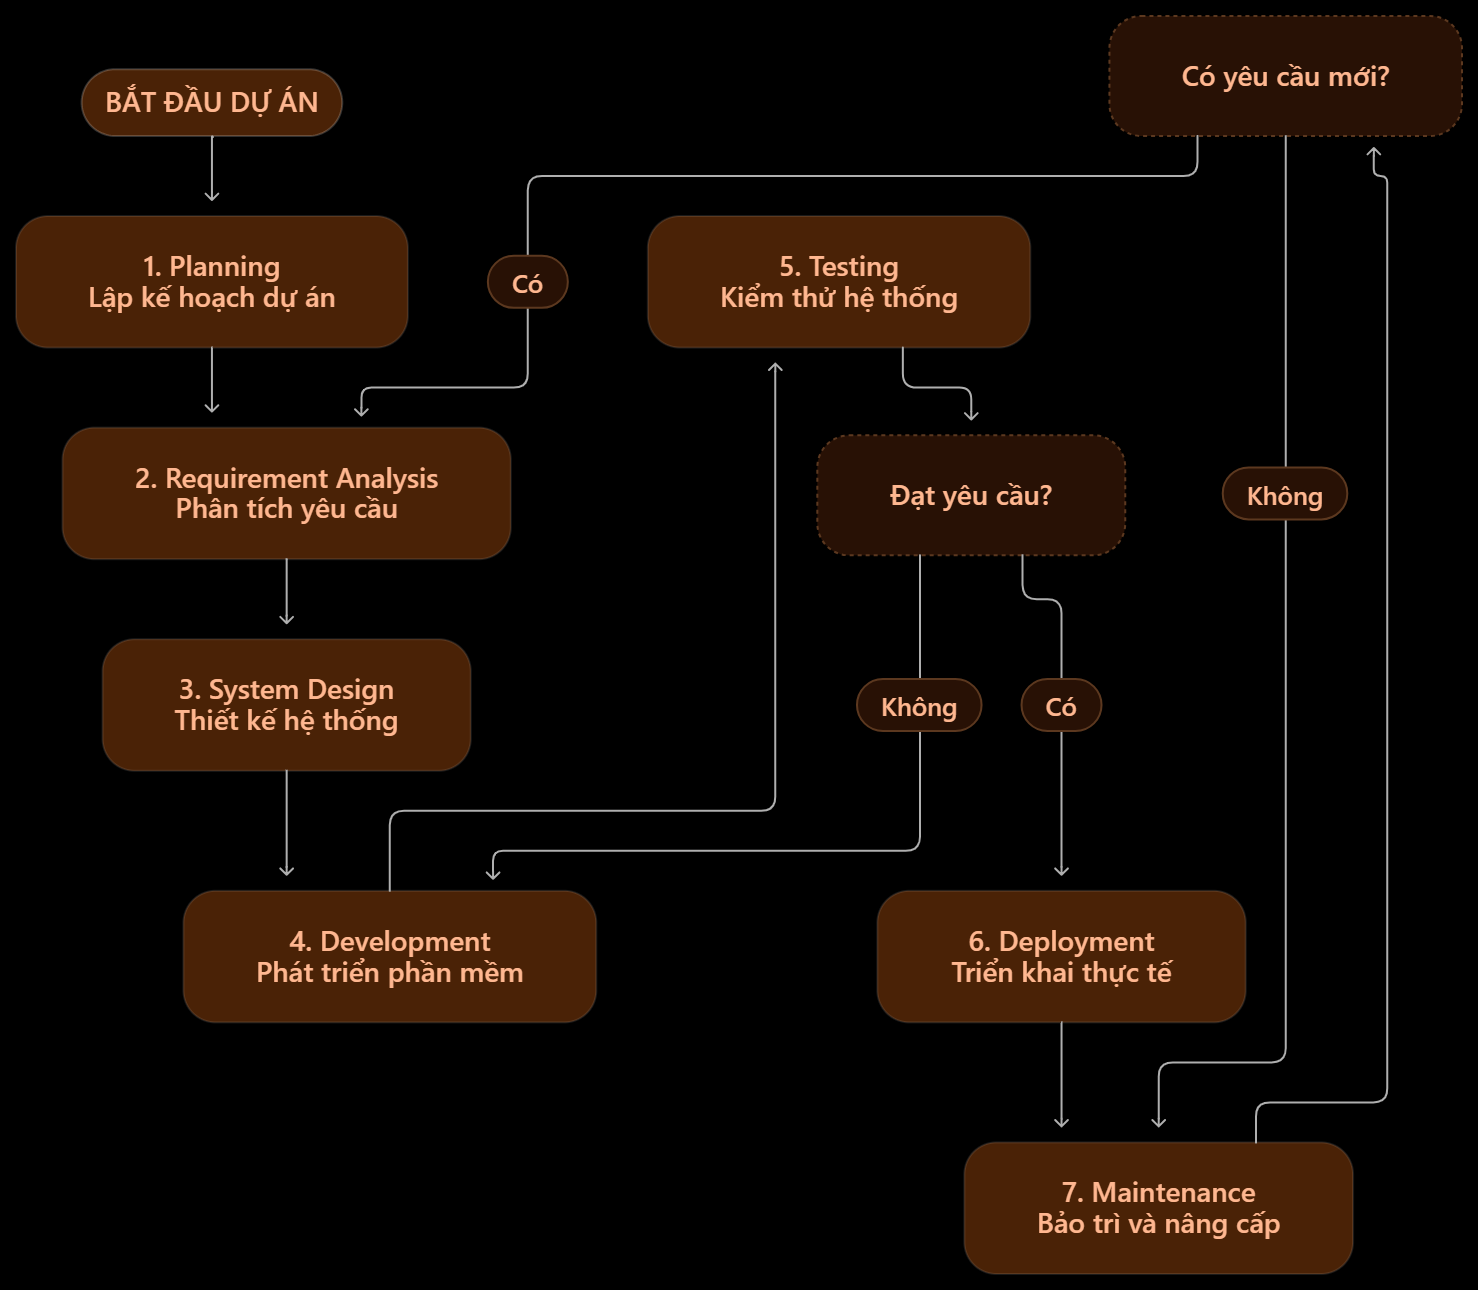 BẮT ĐẦU DỰ ÁN
Có yêu cầu mới?
1. Planning
Lập kế hoạch dự án
Có
5. Testing
Kiểm thử hệ thống
2. Requirement Analysis
Phân tích yêu cầu
Đạt yêu cầu?
Không
3. System Design
Thiết kế hệ thống
Không
Có
4. Development
Phát triển phần mềm
6. Deployment
Triển khai thực tế
7. Maintenance
Bảo trì và nâng cấp